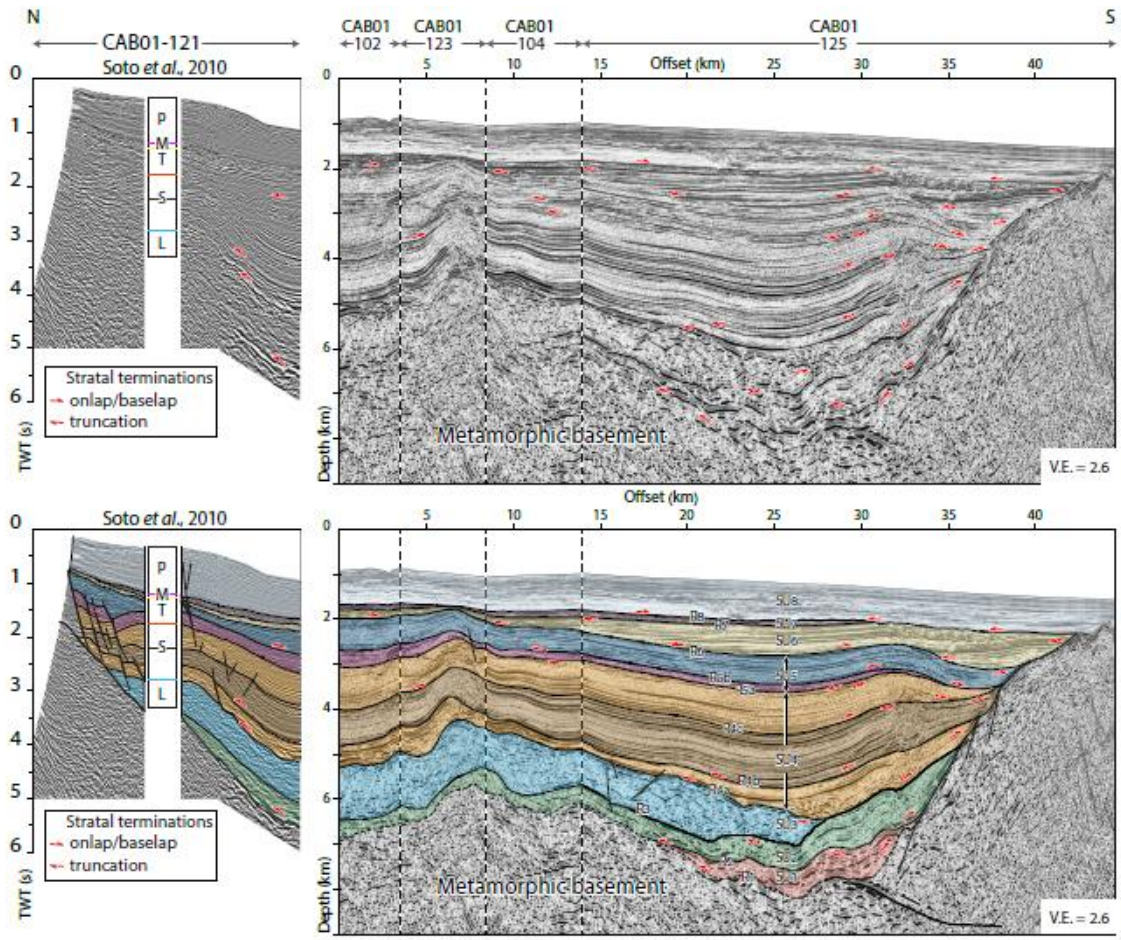 N
S
CAB01-121
Soto et al., 2010
CAB01
102
CAB01
123
CAB01
104
CAB01
125
Offset (km)
5
10
15
20
25
30
35
40
0
1
2
3
4
5
6
TWT (s)
P
M
T
S
L
Stratal terminations
onlap/baselap
truncation
0
2
4
6
Depth (km)
Metamorphic basement
V.E. = 2.6
Soto et al., 2010
Offset (km)
5
10
15
20
25
30
35
40
0
1
2
3
4
5
6
TWT (s)
P
M
T
S
L
Stratal terminations
onlap/baselap
truncation
0
2
4
6
Depth (km)
Metamorphic basement
V.E. = 2.6